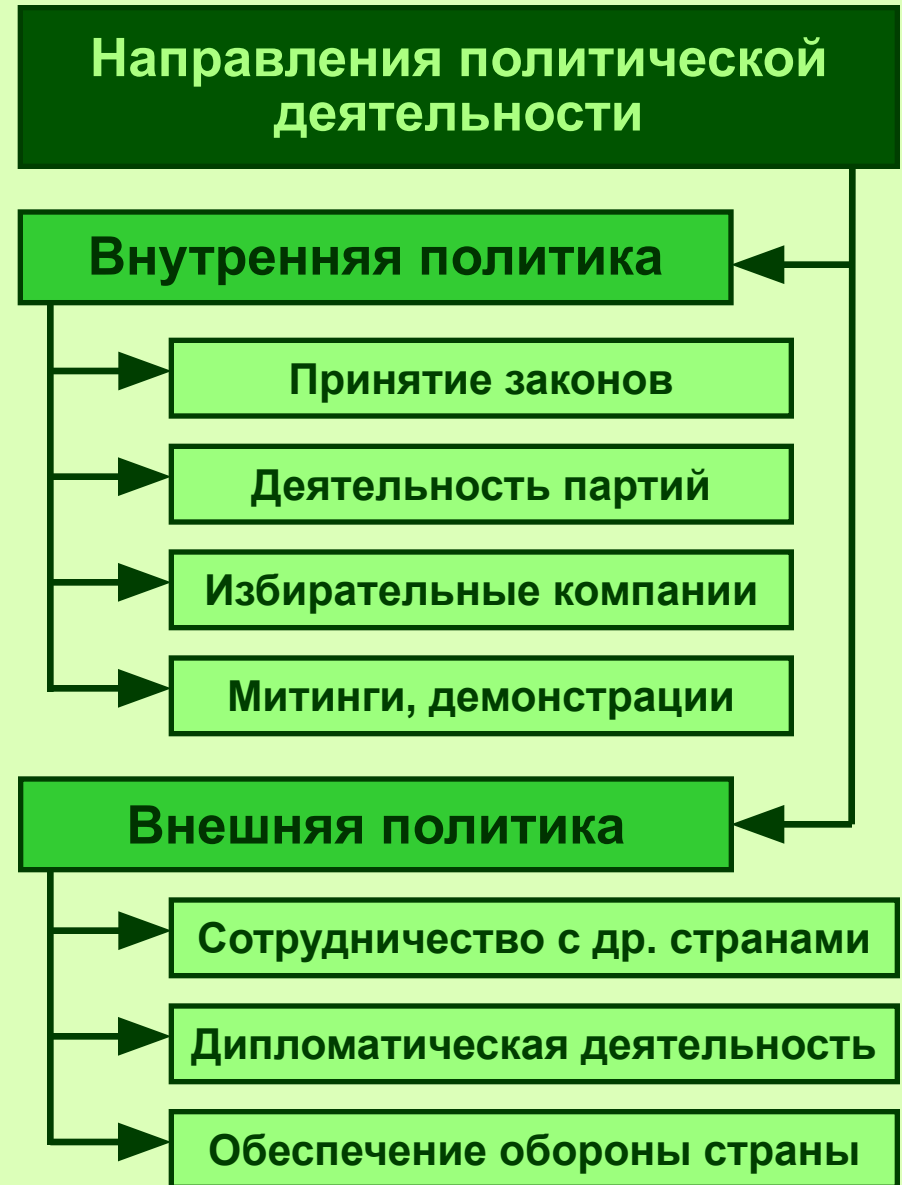 Направления политической
деятельности
Внутренняя политика
Принятие законов
Деятельность партий
Избирательные компании
Митинги, демонстрации
Внешняя политика
Сотрудничество с др. странами
Дипломатическая деятельность
Обеспечение обороны страны